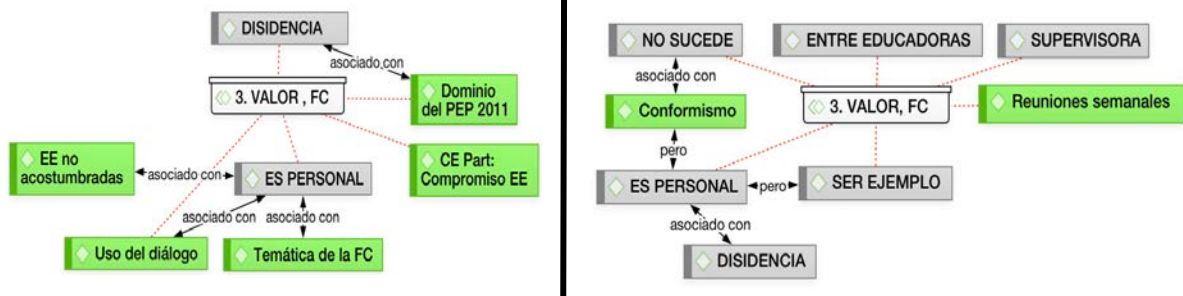 DISIDENCIA
asociado con
3. VALOR , FC
Dominio
del PEP 2011
EE no
acostumbradas
asociado con
ES PERSONAL
CE Part:
Compromiso EE
asociado con
asociado con
Uso del diálogo
Temática de la FC
NO SUCEDE
ENTRE EDUCADORAS
SUPERVISORA
asociado con
Conformismo
3. VALOR, FC
Reuniones semanales
pero
ES PERSONAL
pero
SER EJEMPLO
asociado con
DISIDENCIA